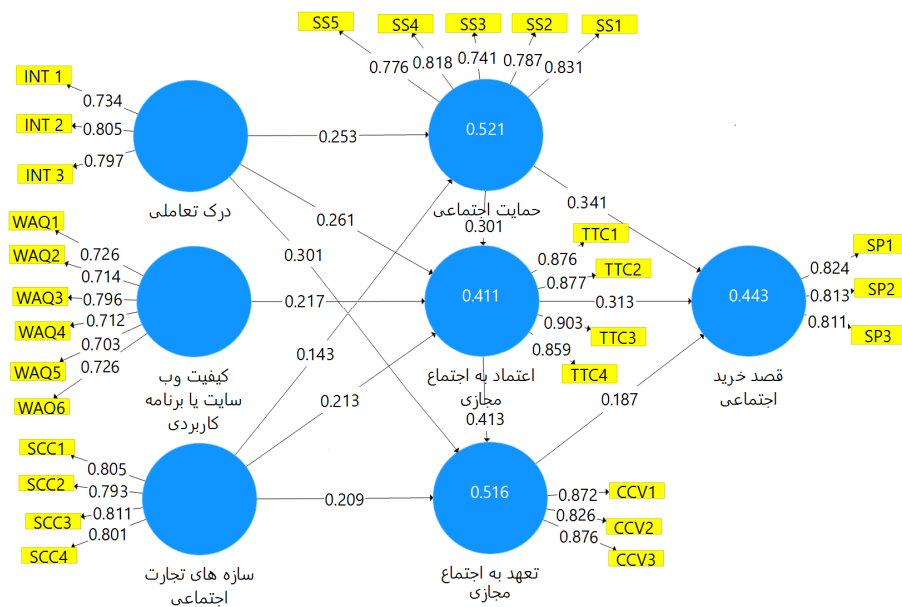 SS5
SS4
SS3
SS2
SS1
0.776
0.818
0.741
0.787
0.831
INT 1
INT 2
INT 3
0.734
0.805
0.797
درک تعاملی
0.253
0.521
حمایت اجتماعی
0.261
0.301
0.301
0.341
WAQ1
WAQ2
WAQ3
WAQ4
WAQ5
WAQ6
0.726
0.714
0.796
0.712
0.703
0.726
کیفیت وب
سایت یا برنامه
کاربردی
0.217
0.143
0.213
0.411
اعتماد به اجتماع
مجازی
TTC1
TTC2
TTC3
TTC4
0.876
0.877
0.903
0.859
0.313
0.413
0.187
0.443
قصد خرید
اجتماعی
SP1
SP2
SP3
0.824
0.813
0.811
SCC1
SCC2
SCC3
SCC4
0.805
0.793
0.811
0.801
سازه های تجارت
اجتماعی
0.209
0.516
تعهد به اجتماع
مجازی
0.872
0.826
0.876
CCV1
CCV2
CCV3